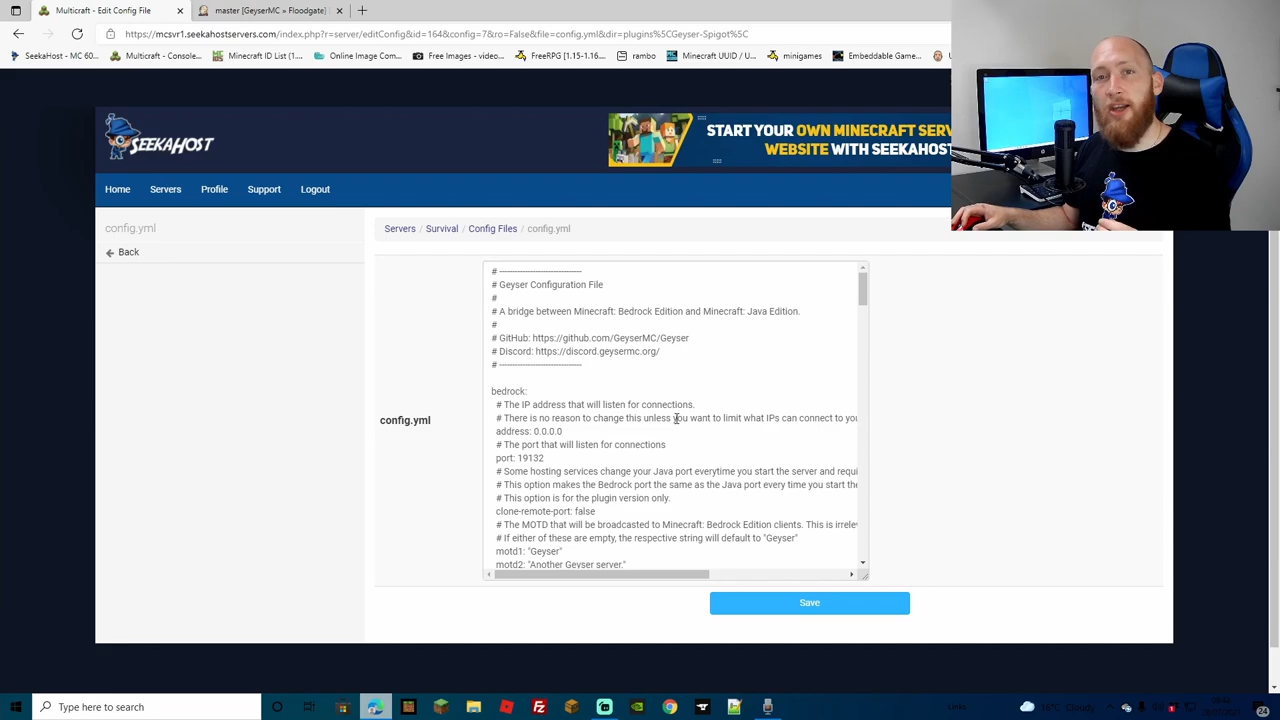 Multicraft - Edit Config File
master [GeyserMC » Floodgate]
https://mcsvr1.seekahostservers.com/index.php?r=server/editConfig&id=164&config=7&ro=False&file=config.yml&dir=plugins%5CGeyser-Spigot%5C
SeekaHost - MC 60...
Multicraft - Console...
Minecraft ID List (1....
Online Image Com...
Free Images - video...
FreeRPG [1.15-1.16....
rambo
Minecraft UUID / U...
minigames
Embeddable Game...
SEEKAHOST
START YOUR OWN MINECRAFT SERV
WEBSITE WITH SEEKAHOS
Home
Servers
Profile
Support
Logout
config.yml
Back
Servers / Survival / Config Files / config.yml
config.yml
# --------------------------------
# Geyser Configuration File
#
# A bridge between Minecraft: Bedrock Edition and Minecraft: Java Edition.
#
# GitHub: https://github.com/GeyserMC/Geyser
# Discord: https://discord.geysermc.org/
# --------------------------------
bedrock:
# The IP address that will listen for connections.
# There is no reason to change this unless you want to limit what IPs can connect to you
address: 0.0.0.0
# The port that will listen for connections
port: 19132
# Some hosting services change your Java port everytime you start the server and requi
# This option makes the Bedrock port the same as the Java port every time you start the
# This option is for the plugin version only.
clone-remote-port: false
# The MOTD that will be broadcasted to Minecraft: Bedrock Edition clients. This is irrele
# If either of these are empty, the respective string will default to "Geyser"
motd1: "Geyser"
motd2: "Another Geyser server."
Save
Type here to search
Links
16°C Cloudy
24